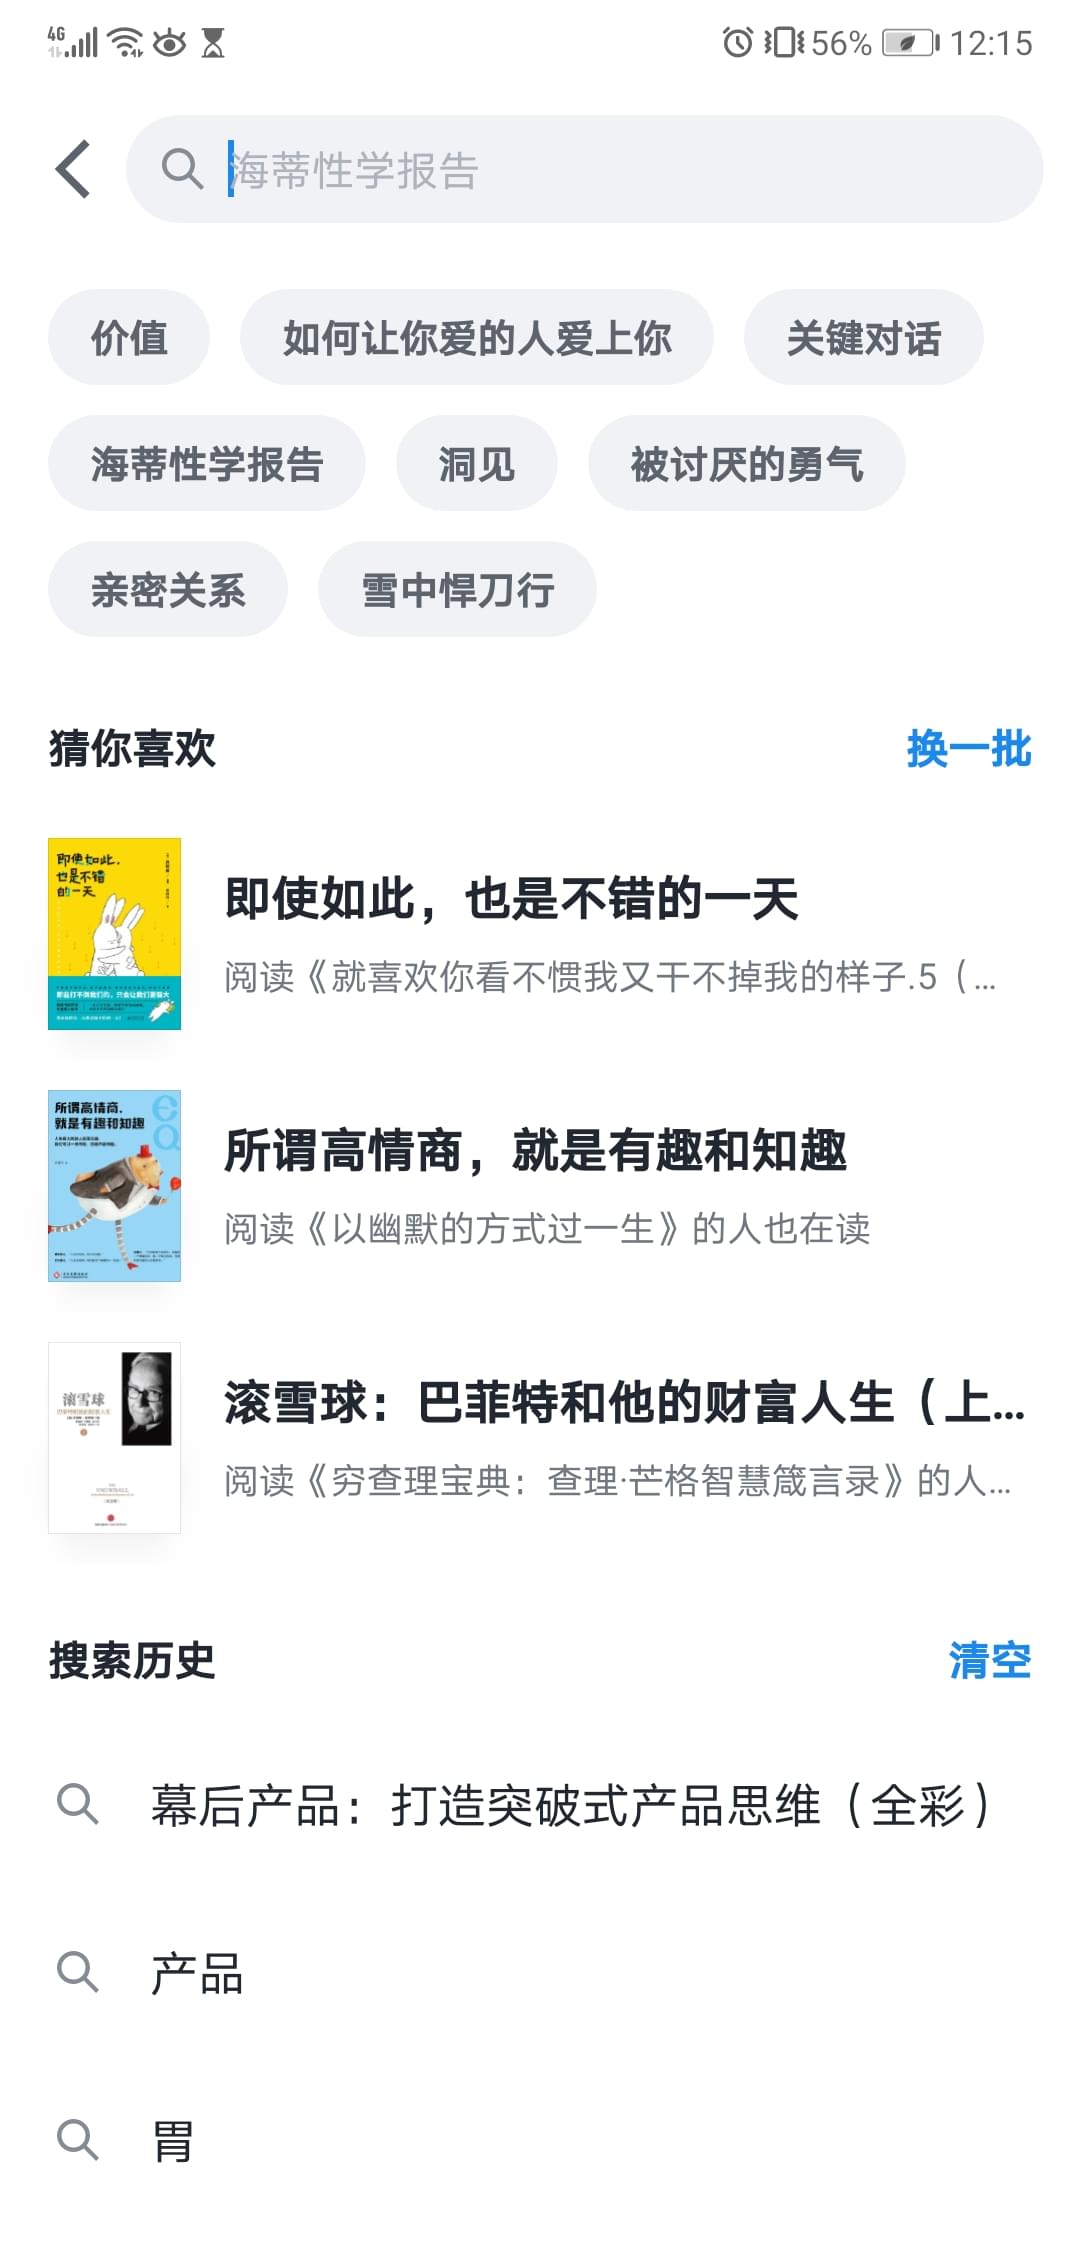 4G
56%
12:15
海蒂性学报告
价值
如何让你爱的人爱上你
关键对话
海蒂性学报告
洞见
被讨厌的勇气
亲密关系
雪中悍刀行
猜你喜欢
换一批
即使如此，
也是不错
的一天
即使如此，也是不错的一天
阅读《就喜欢你看不惯我又干不掉我的样子.5（...
所谓高情商，
就是有趣和知趣
EQ
所谓高情商，就是有趣和知趣
阅读《以幽默的方式过一生》的人也在读
滚雪球
滚雪球：巴菲特和他的财富人生（上...
阅读《穷查理宝典：查理·芒格智慧箴言录》的人...
搜索历史
清空
幕后产品：打造突破式产品思维（全彩）
产品
胃